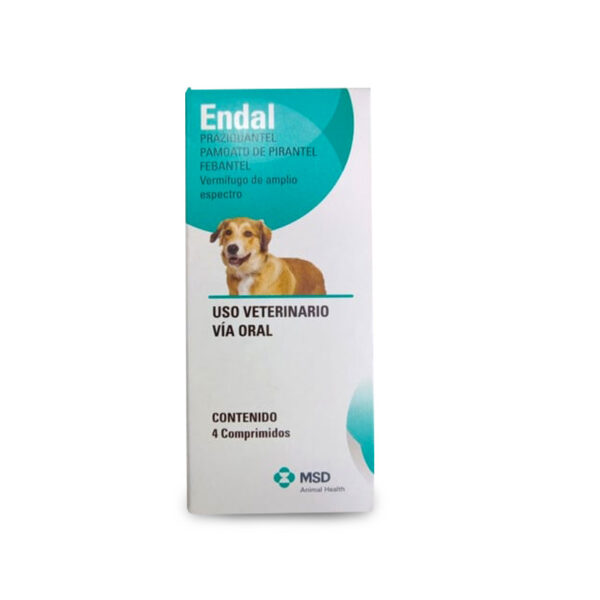 Endal
PRAZIQUANTEL
PAMOATO DE PIRANTEL
FEBANTEL
Vermífugo de amplio
espectro
USO VETERINARIO
VÍA ORAL
CONTENIDO
4 Comprimidos
MSD
Animal Health